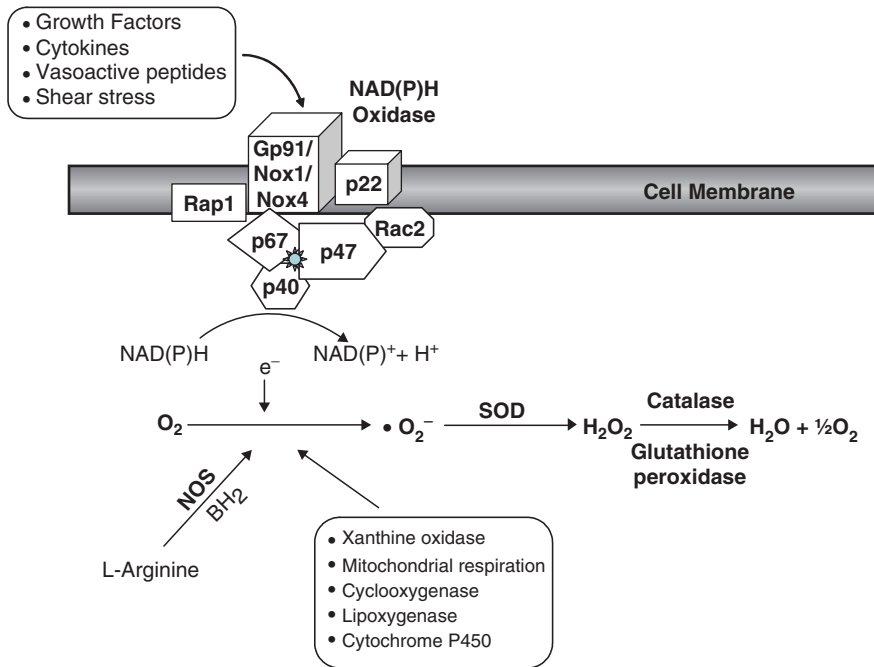 • Growth Factors
• Cytokines
• Vasoactive peptides
• Shear stress
NAD(P)H
Oxidase
Gp91/
Nox1/
Nox4
p22
Rap1
Cell Membrane
Rac2
p67
p47
p40
NAD(P)H
NAD(P)⁺ + H⁺
e⁻
O₂
• O₂⁻
SOD
H₂O₂
Catalase
Glutathione
peroxidase
H₂O + ½O₂
NOS
BH₂
L-Arginine
• Xanthine oxidase
• Mitochondrial respiration
• Cyclooxygenase
• Lipoxygenase
• Cytochrome P450